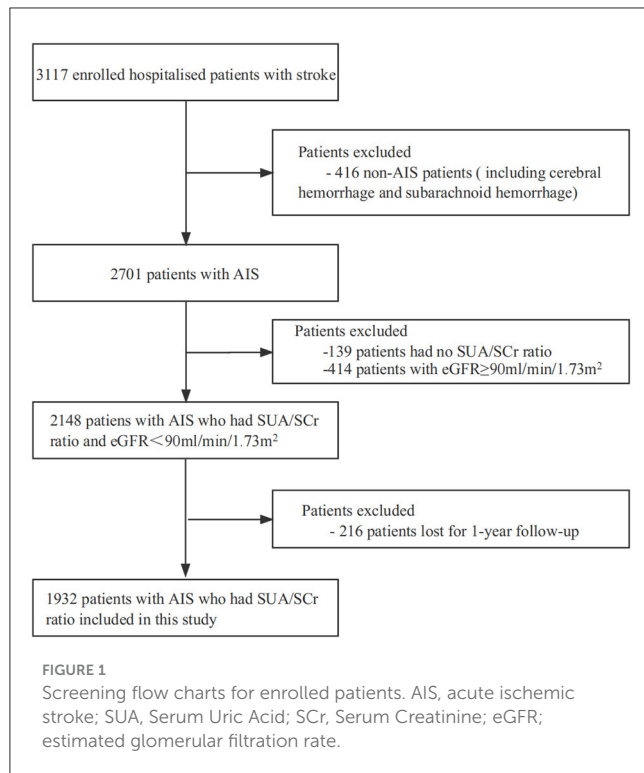 3117 enrolled hospitalised patients with stroke
Patients excluded
- 416 non-AIS patients ( including cerebral
hemorrhage and subarachnoid hemorrhage)
2701 patients with AIS
Patients excluded
-139 patients had no SUA/SCr ratio
-414 patients with eGFR≥90ml/min/1.73m²
2148 patiens with AIS who had SUA/SCr
ratio and eGFR<90ml/min/1.73m²
Patients excluded
- 216 patients lost for 1-year follow-up
1932 patients with AIS who had SUA/SCr
ratio included in this study
FIGURE 1
Screening flow charts for enrolled patients. AIS, acute ischemic
stroke; SUA, Serum Uric Acid; SCr, Serum Creatinine; eGFR;
estimated glomerular filtration rate.